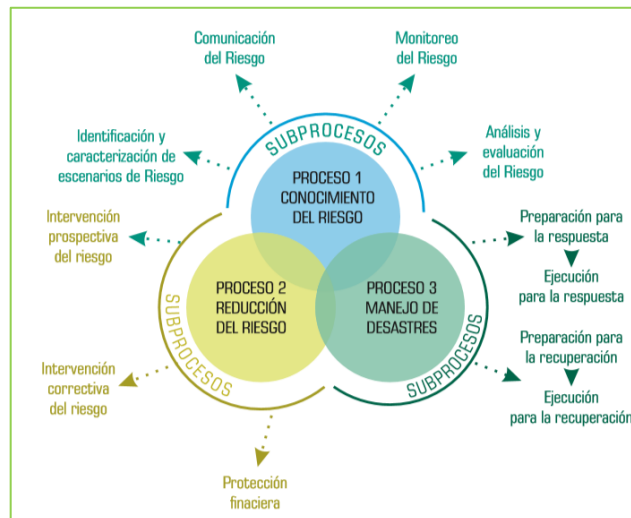 Comunicación
del Riesgo
Monitoreo
del Riesgo
Identificación y
caracterización de
escenarios de Riesgo
SUBPROCESOS
Análisis y
evaluación
del Riesgo
PROCESO 1
CONOCIMIENTO
DEL RIESGO
Intervención
prospectiva
del riesgo
Preparación para
la respuesta
Ejecución
para la respuesta
PROCESO 2
REDUCCIÓN
DEL RIESGO
PROCESO 3
MANEJO DE
DESASTRES
SUBPROCESOS
SUBPROCESOS
Preparación para
la recuperación
Ejecución
para la recuperación
Intervención
correctiva
del riesgo
Protección
finaciera